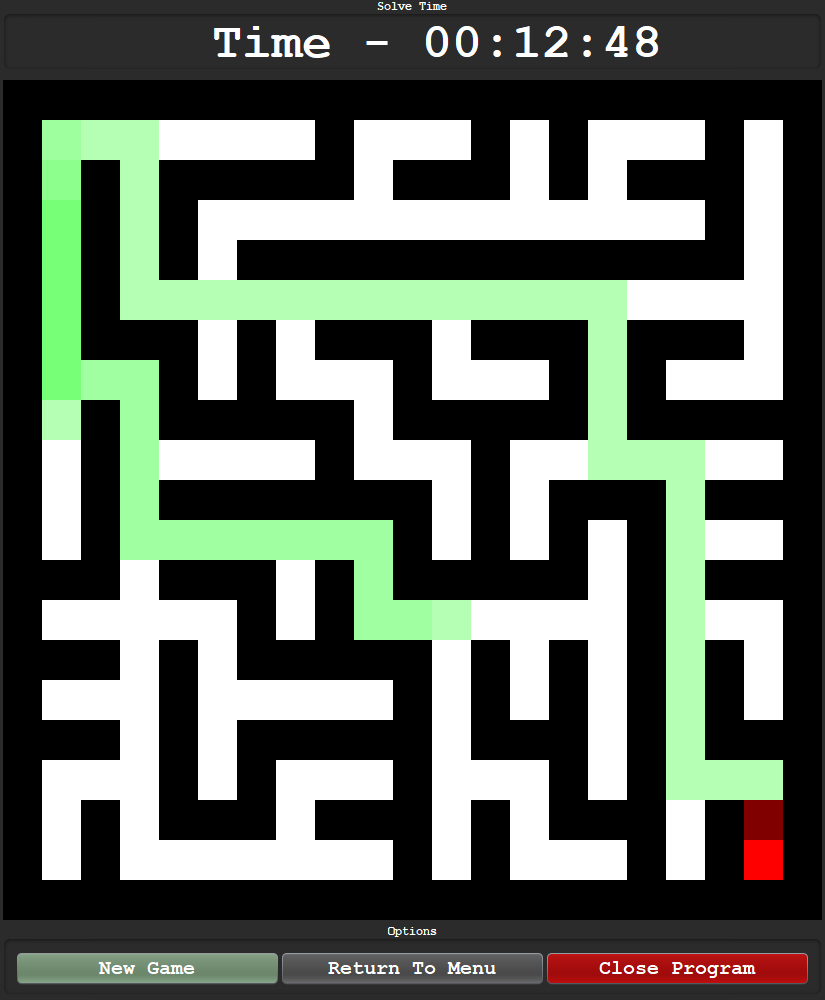 Solve Time
Time - 00:12:48
Options
New Game
Return To Menu
Close Program